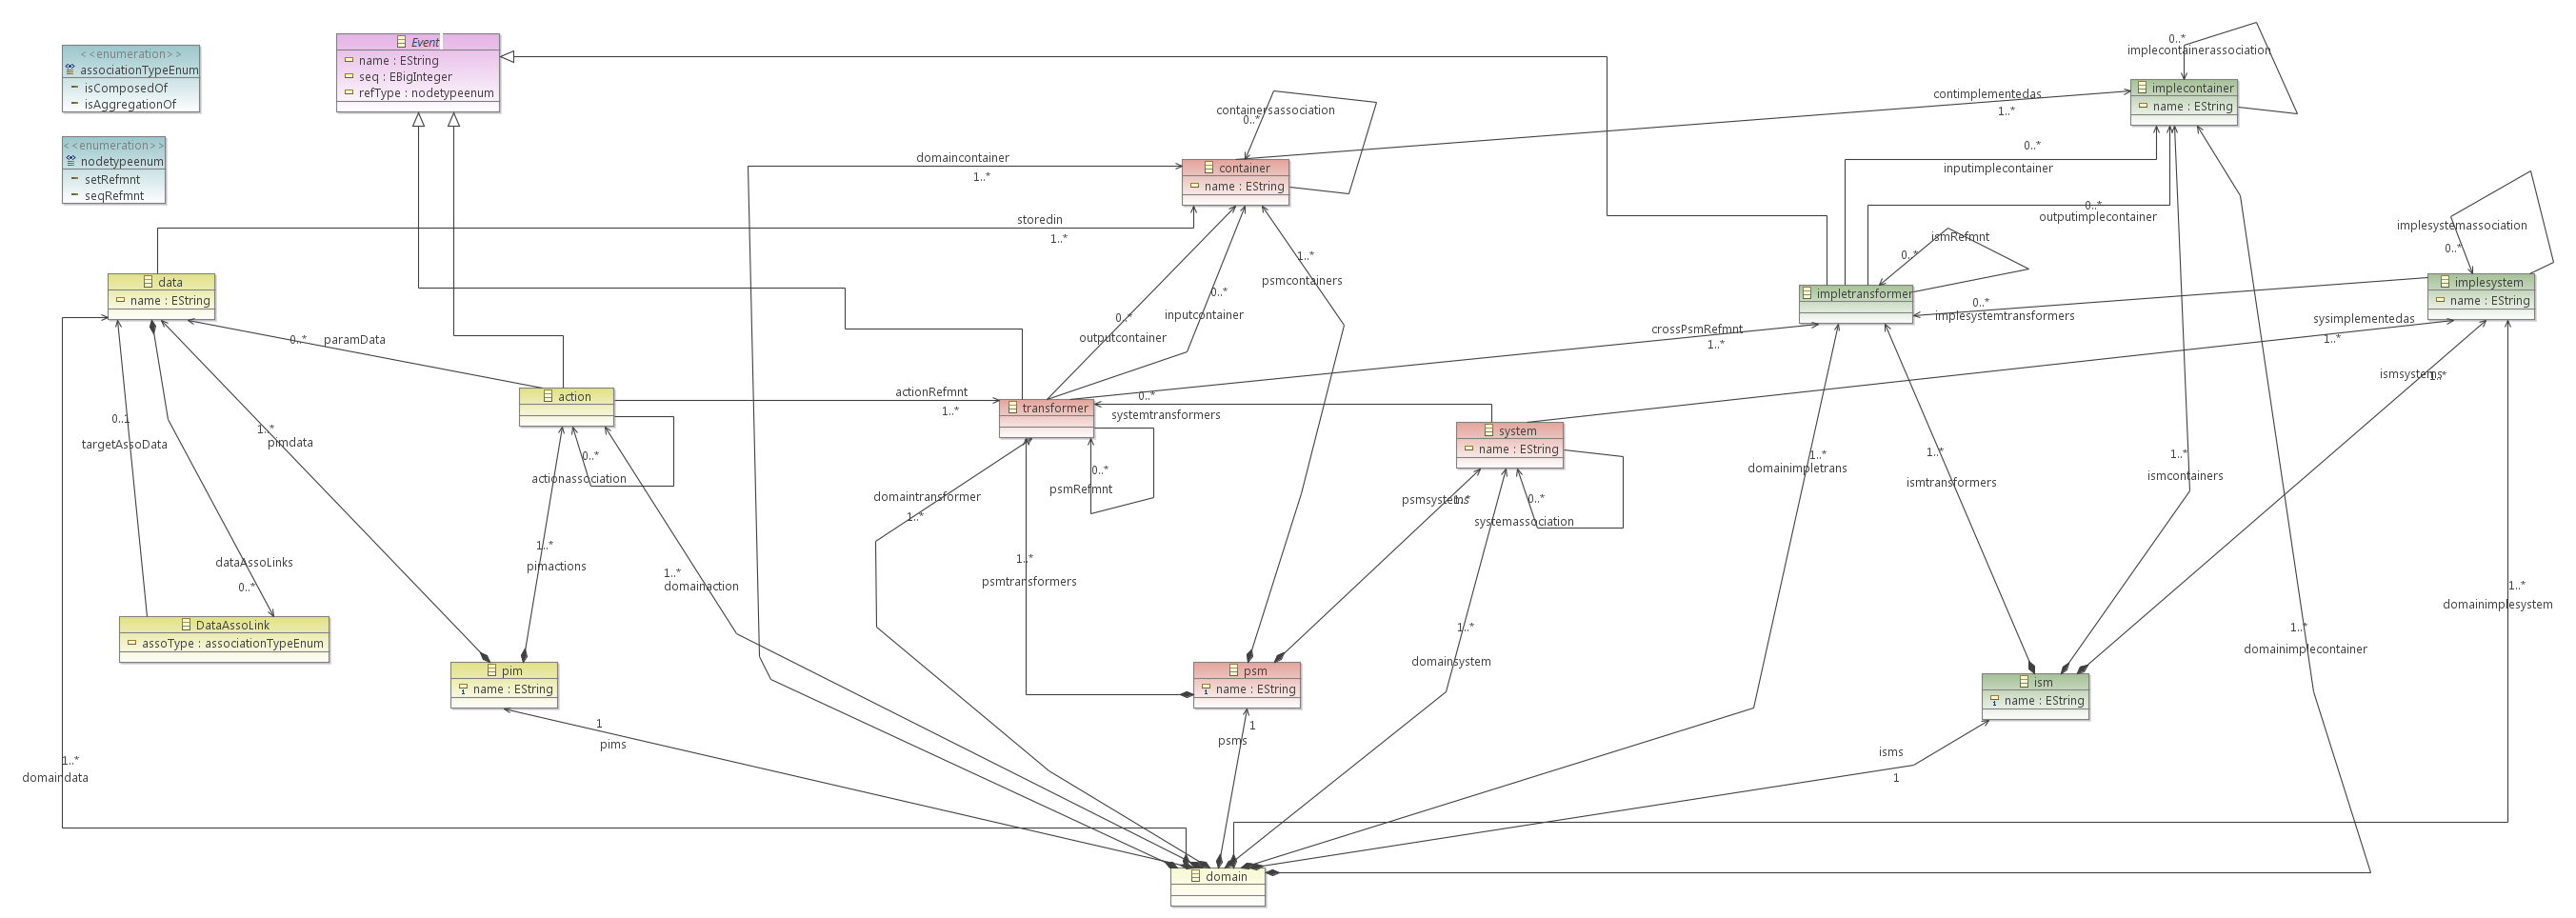 <<enumeration>>
associationTypeEnum
isComposedOf
isAggregationOf
<<enumeration>>
nodetypeenum
setRefmnt
seqRefmnt
Event
name : EString
seq : EBigInteger
refType : nodetypeenum
0..*
implecontainerassociation
implecontainer
name : EString
contimplementedas
1..*
containersassociation
0..*
container
name : EString
domaincontainer
1..*
0..*
inputimplecontainer
0..*
outputimplecontainer
storedin
1..*
implesystemassociation
0..*
implesystem
name : EString
ismRefmnt
0..*
impletransformer
0..*
implesystemtransformers
data
name : EString
1..*
psmcontainers
0..*
inputcontainer
0..*
outputcontainer
crossPsmRefmnt
1..*
sysimplementedas
1..*
0..*
paramData
action
actionRefmnt
1..*
transformer
0..*
systemtransformers
system
name : EString
ismsystems
1..*
0..1
targetAssoData
1..*
pimdata
0..*
actionassociation
0..*
psmRefmnt
domaintransformer
1..*
psmsystems
1..*
0..*
systemassociation
1..*
domainimpletrans
1..*
ismtransformers
1..*
ismcontainers
dataAssoLinks
0..*
1..*
pimactions
1..*
domainaction
1..*
psmtransformers
1..*
domainimplesystem
DataAssoLink
assoType : associationTypeEnum
1..*
domainsystem
1..*
domainimplecontainer
pim
name : EString
psm
name : EString
ism
name : EString
1
pims
1
psms
isms
1
1..*
domaindata
domain